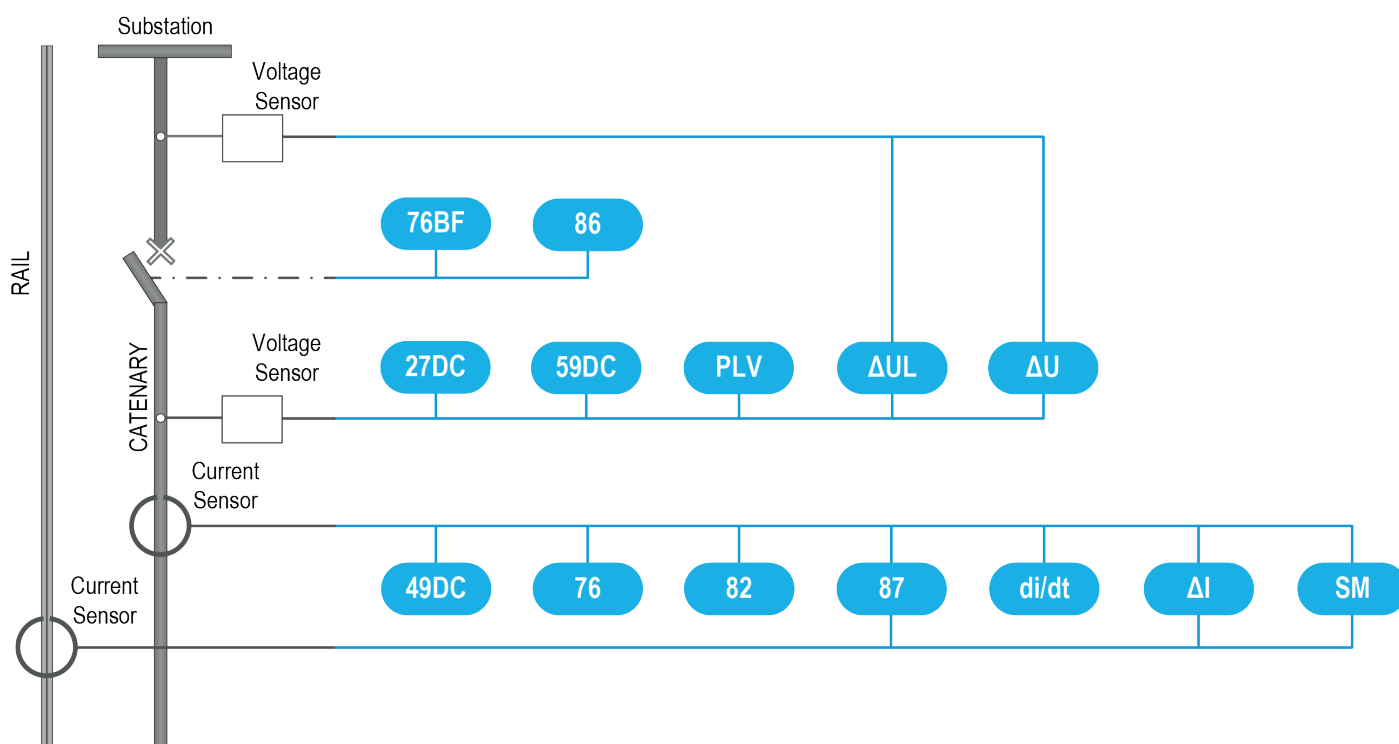 Substation
Voltage
Sensor
76BF
86
RAIL
Voltage
Sensor
27DC
59DC
PLV
ΔUL
ΔU
CATENARY
Current
Sensor
49DC
76
82
87
di/dt
ΔI
SM
Current
Sensor